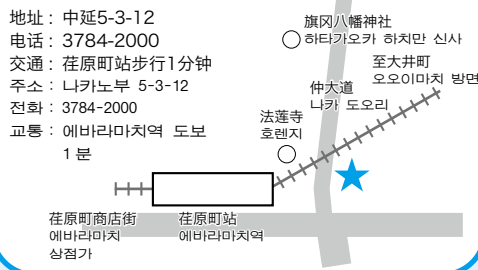 地址：中延5-3-12
电话：3784-2000
交通：荏原町站步行1分钟
주소：나카노부 5-3-12
전화：3784-2000
교통：에바라마치역 도보
1 분
旗冈八幡神社
하타가오카 하치만 신사
至大井町
오오이마치 방면
仲大道
나카 도오리
法莲寺
호렌지
荏原町商店街
에바라마치
상점가
荏原町站
에바라마치역